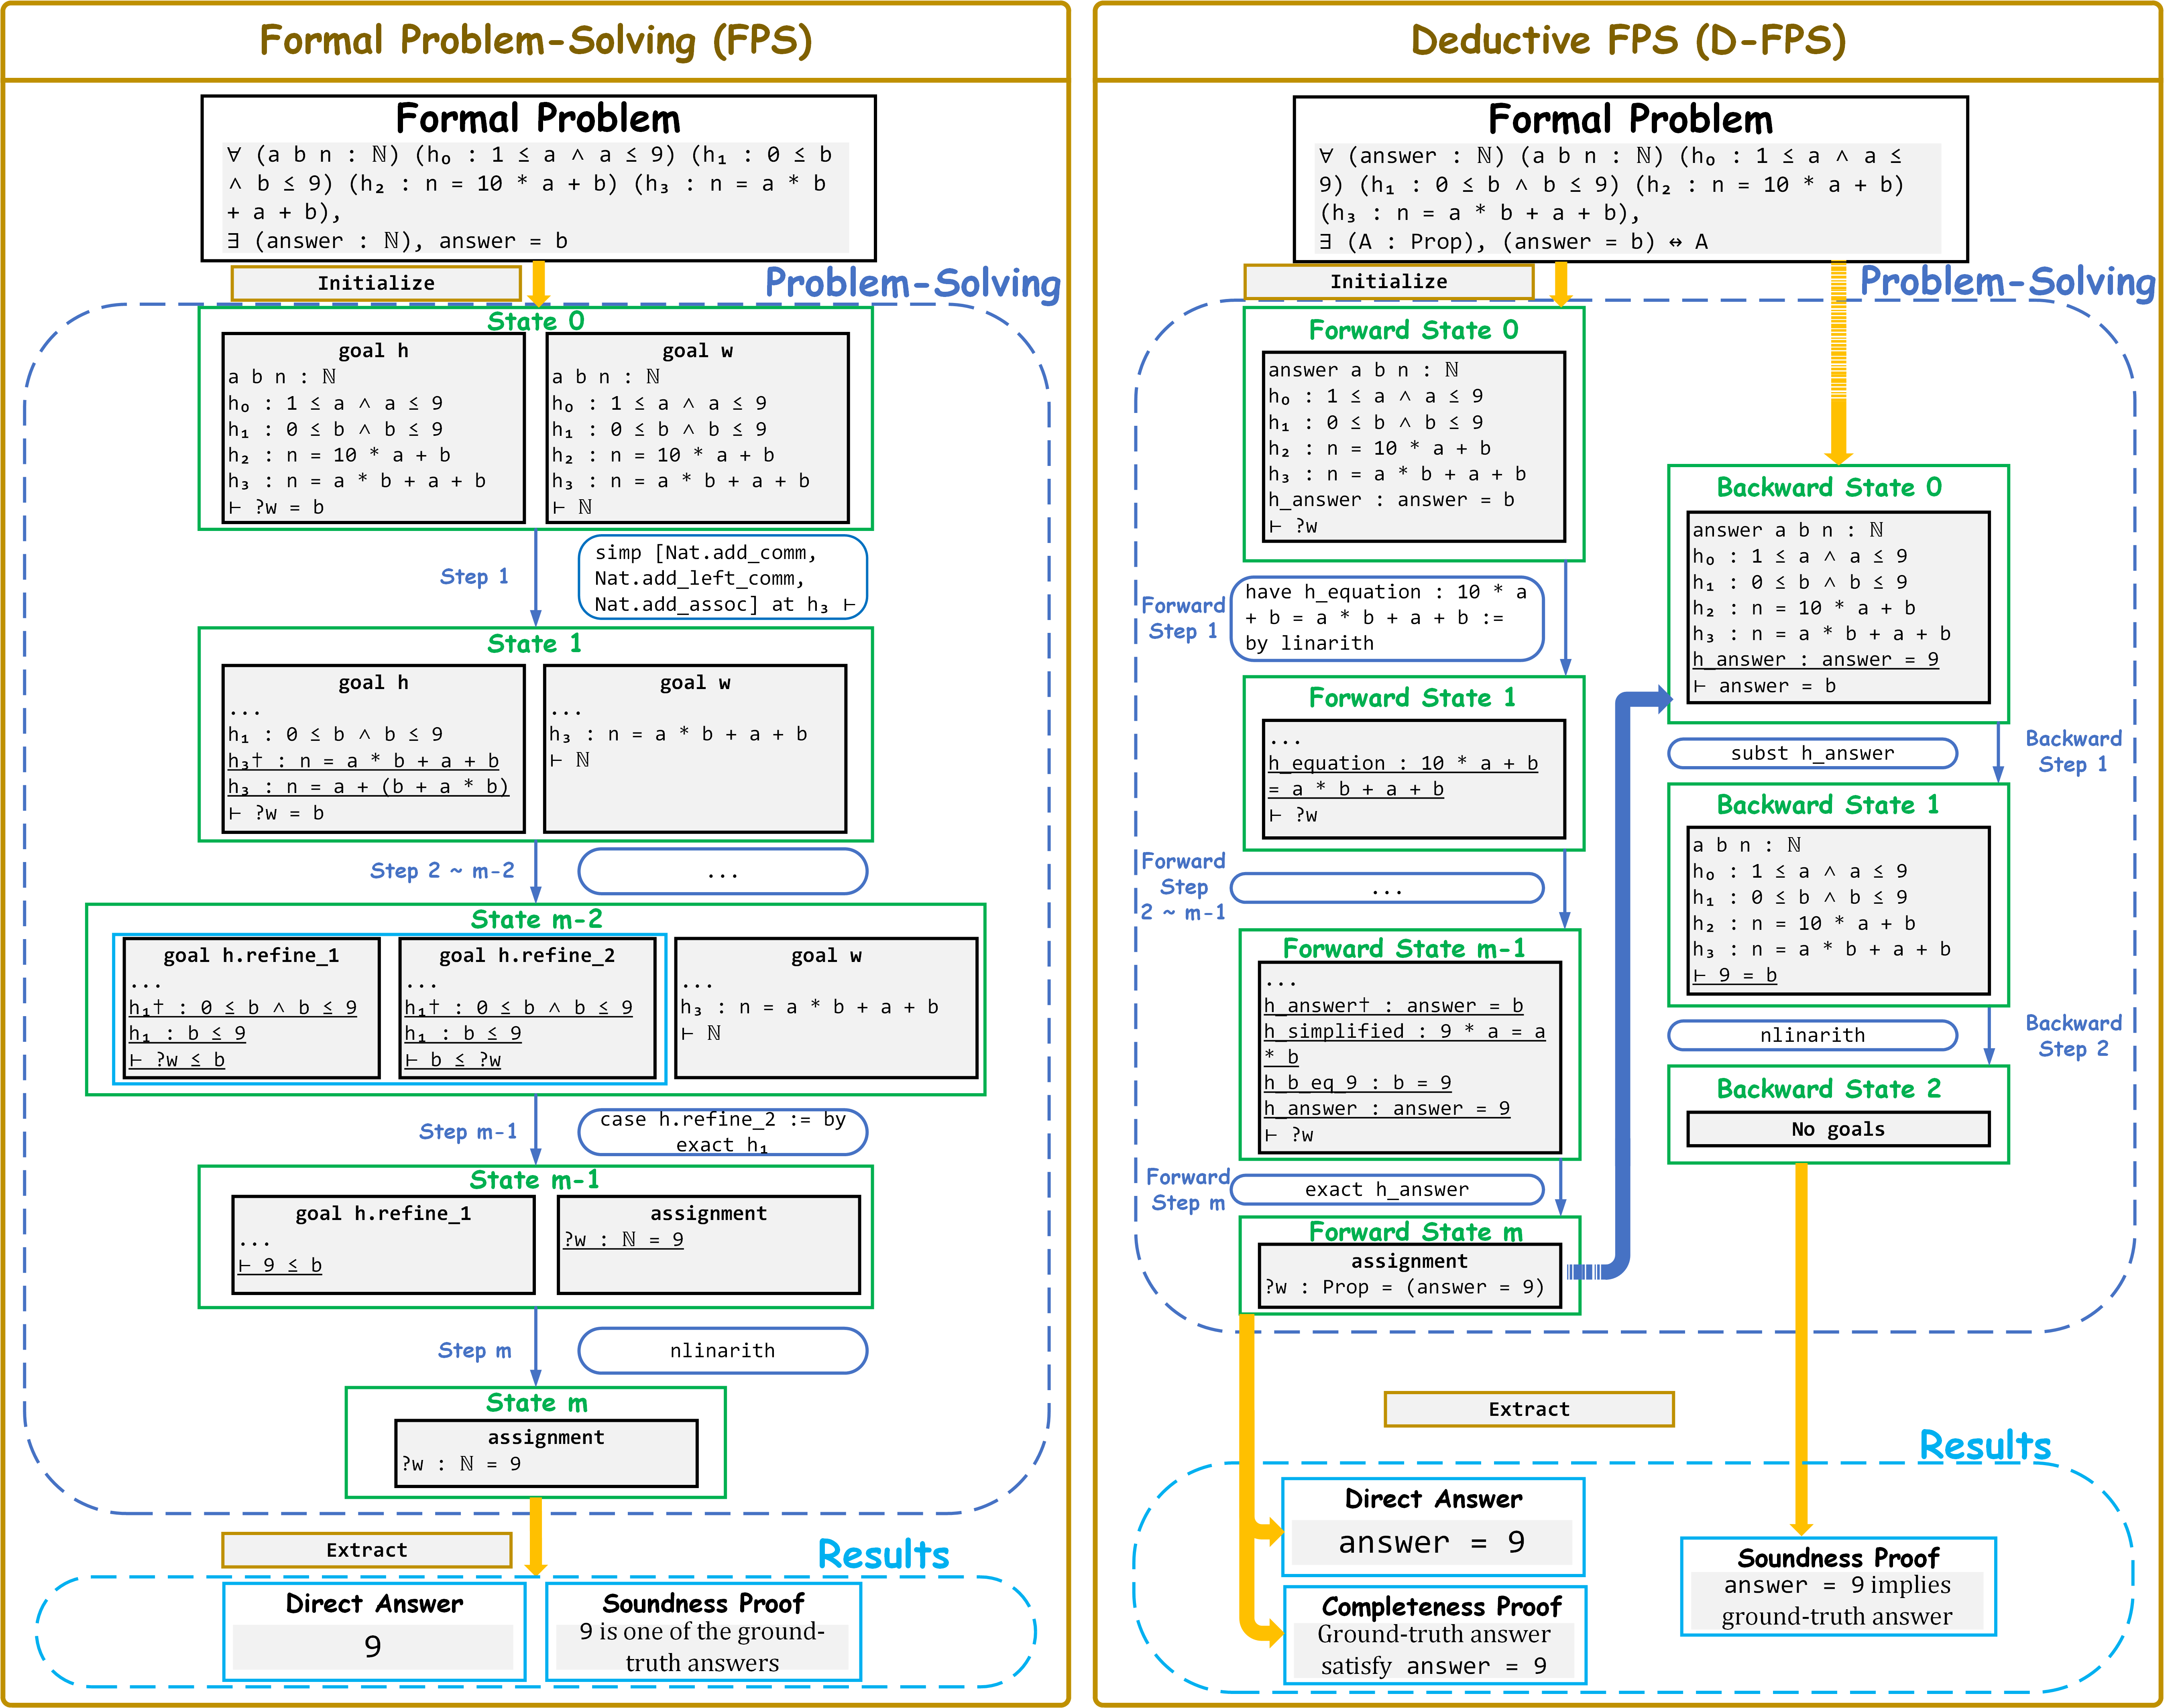 Formal Problem-Solving (FPS)
Formal Problem
∀ (a b n : ℕ) (h₀ : 1 ≤ a ∧ a ≤ 9) (h₁ : 0 ≤ b
∧ b ≤ 9) (h₂ : n = 10 * a + b) (h₃ : n = a * b
+ a + b),
∃ (answer : ℕ), answer = b
Initialize
Problem-Solving
State 0
goal h
a b n : ℕ
h₀ : 1 ≤ a ∧ a ≤ 9
h₁ : 0 ≤ b ∧ b ≤ 9
h₂ : n = 10 * a + b
h₃ : n = a * b + a + b
⊢ ?w = b
goal w
a b n : ℕ
h₀ : 1 ≤ a ∧ a ≤ 9
h₁ : 0 ≤ b ∧ b ≤ 9
h₂ : n = 10 * a + b
h₃ : n = a * b + a + b
⊢ ℕ
Step 1
simp [Nat.add_comm,
Nat.add_left_comm,
Nat.add_assoc] at h₃ ⊢
State 1
goal h
...
h₁ : 0 ≤ b ∧ b ≤ 9
h₃† : n = a * b + a + b
h₃ : n = a + (b + a * b)
⊢ ?w = b
goal w
...
h₃ : n = a * b + a + b
⊢ ℕ
Step 2 ~ m-2
...
State m-2
goal h.refine_1
...
h₁† : 0 ≤ b ∧ b ≤ 9
h₁ : b ≤ 9
⊢ ?w ≤ b
goal h.refine_2
...
h₁† : 0 ≤ b ∧ b ≤ 9
h₁ : b ≤ 9
⊢ b ≤ ?w
goal w
...
h₃ : n = a * b + a + b
⊢ ℕ
Step m-1
case h.refine_2 := by
exact h₁
State m-1
goal h.refine_1
...
⊢ 9 ≤ b
assignment
?w : ℕ = 9
Step m
nlinarith
State m
assignment
?w : ℕ = 9
Extract
Results
Direct Answer
9
Soundness Proof
9 is one of the ground-
truth answers
Deductive FPS (D-FPS)
Formal Problem
∀ (answer : ℕ) (a b n : ℕ) (h₀ : 1 ≤ a ∧ a ≤
9) (h₁ : 0 ≤ b ∧ b ≤ 9) (h₂ : n = 10 * a + b)
(h₃ : n = a * b + a + b),
∃ (A : Prop), (answer = b) ↔ A
Initialize
Problem-Solving
Forward State 0
answer a b n : ℕ
h₀ : 1 ≤ a ∧ a ≤ 9
h₁ : 0 ≤ b ∧ b ≤ 9
h₂ : n = 10 * a + b
h₃ : n = a * b + a + b
h_answer : answer = b
⊢ ?w
Forward
Step 1
have h_equation : 10 * a
+ b = a * b + a + b :=
by linarith
Forward State 1
...
h_equation : 10 * a + b
= a * b + a + b
⊢ ?w
Forward
Step
2 ~ m-1
...
Forward State m-1
...
h_answer† : answer = b
h_simplified : 9 * a = a
* b
h_b_eq_9 : b = 9
h_answer : answer = 9
⊢ ?w
Forward
Step m
exact h_answer
Forward State m
assignment
?w : Prop = (answer = 9)
Backward State 0
answer a b n : ℕ
h₀ : 1 ≤ a ∧ a ≤ 9
h₁ : 0 ≤ b ∧ b ≤ 9
h₂ : n = 10 * a + b
h₃ : n = a * b + a + b
h_answer : answer = 9
⊢ answer = b
subst h_answer
Backward
Step 1
Backward State 1
a b n : ℕ
h₀ : 1 ≤ a ∧ a ≤ 9
h₁ : 0 ≤ b ∧ b ≤ 9
h₂ : n = 10 * a + b
h₃ : n = a * b + a + b
⊢ 9 = b
nlinarith
Backward
Step 2
Backward State 2
No goals
Extract
Results
Direct Answer
answer = 9
Completeness Proof
Ground-truth answer
satisfy answer = 9
Soundness Proof
answer = 9 implies
ground-truth answer